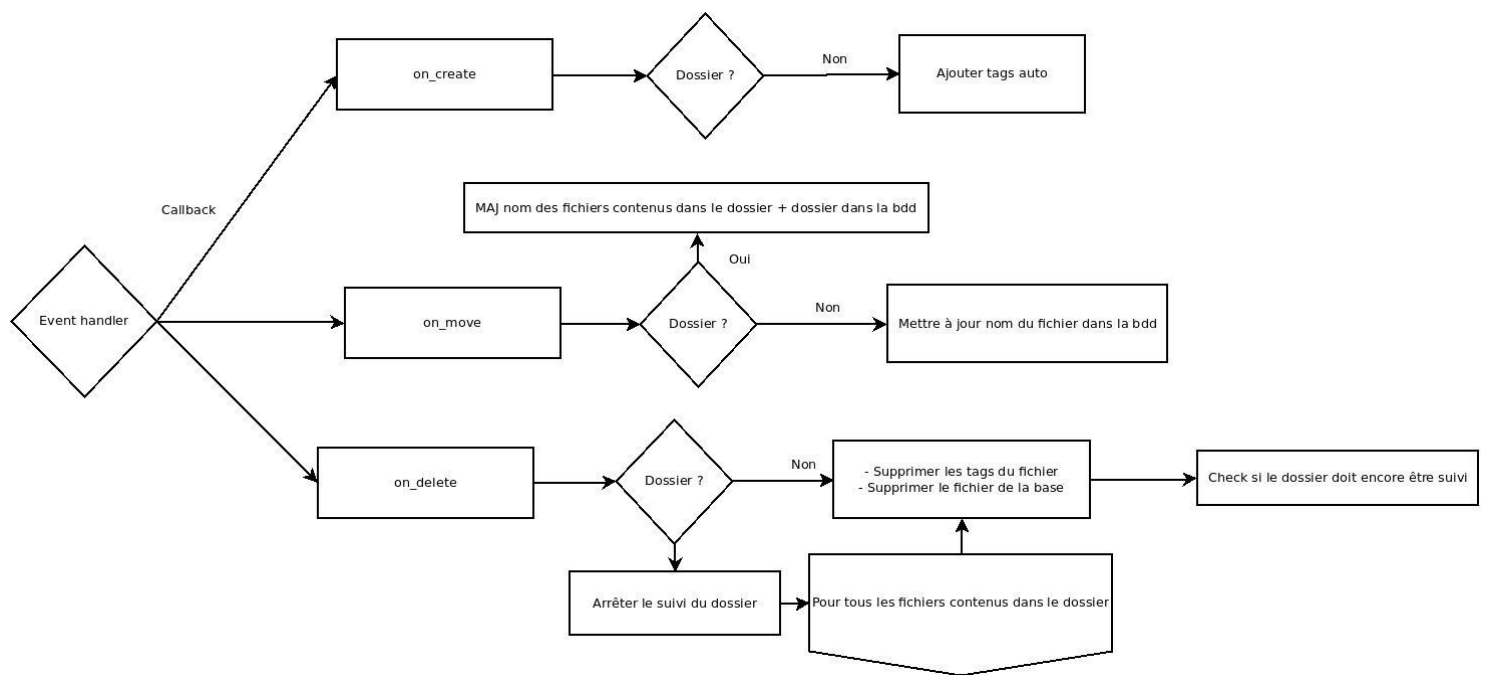 on_create
Dossier ?
Non
Ajouter tags auto
Callback
MAJ nom des fichiers contenus dans le dossier + dossier dans la bdd
Oui
Event handler
on_move
Dossier ?
Non
Mettre à jour nom du fichier dans la bdd
on_delete
Dossier ?
Non
- Supprimer les tags du fichier
- Supprimer le fichier de la base
Check si le dossier doit encore être suivi
Arrêter le suivi du dossier
Pour tous les fichiers contenus dans le dossier